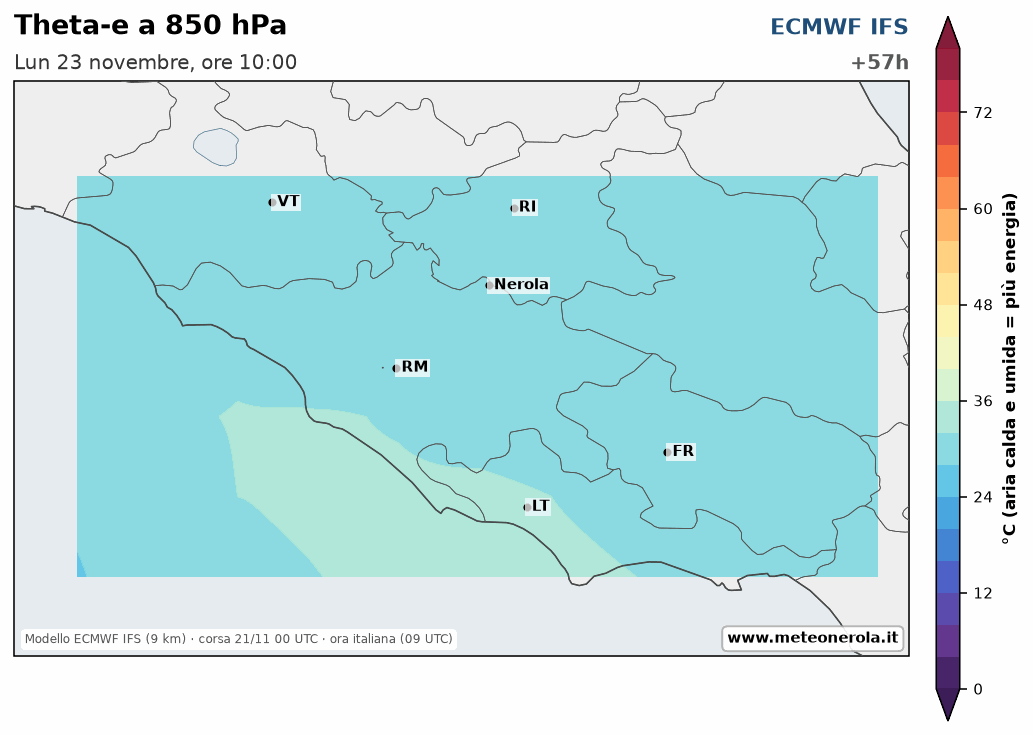 Theta-e a 850 hPa
ECMWF IFS
Lun 23 novembre, ore 10:00
+57h
VT
RI
Nerola
RM
FR
LT
72
60
48
36
24
12
0
°C (aria calda e umida = più energia)
Modello ECMWF IFS (9 km) · corsa 21/11 00 UTC · ora italiana (09 UTC)
www.meteonerola.it